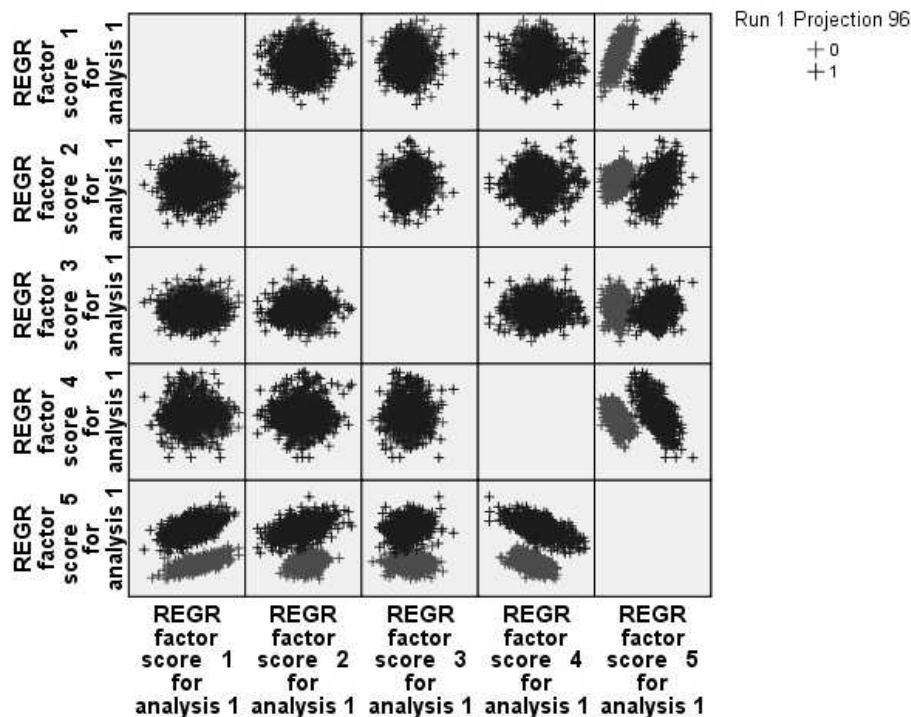 Run 1 Projection 96
0
1
REGR
factor
score 1
for
analysis 1
REGR
factor
score 2
for
analysis 1
REGR
factor
score 3
for
analysis 1
REGR
factor
score 4
for
analysis 1
REGR
factor
score 5
for
analysis 1
REGR
factor
score 1
for
analysis 1
REGR
factor
score 2
for
analysis 1
REGR
factor
score 3
for
analysis 1
REGR
factor
score 4
for
analysis 1
REGR
factor
score 5
for
analysis 1